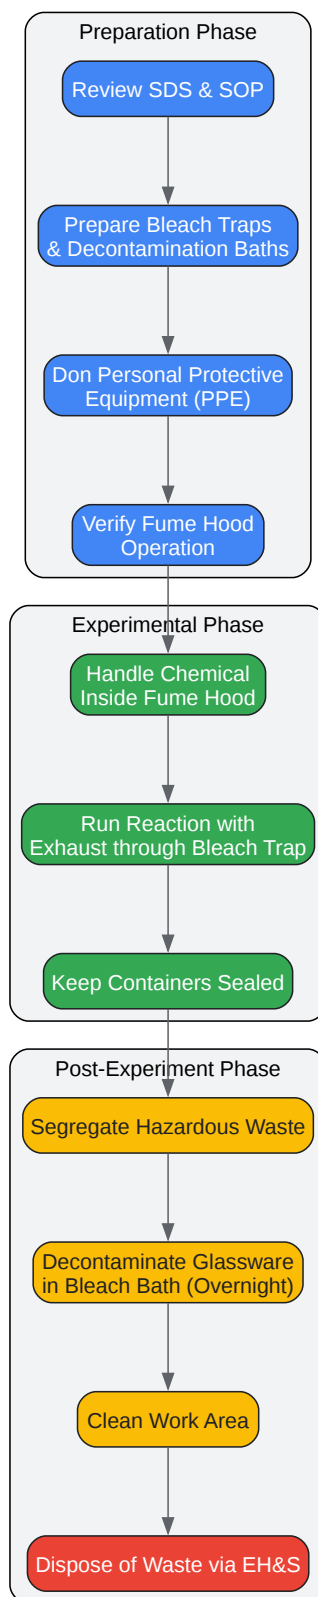 Preparation Phase
Review SDS & SOP
Prepare Bleach Traps
& Decontamination Baths
Don Personal Protective
Equipment (PPE)
Verify Fume Hood
Operation
Experimental Phase
Handle Chemical
Inside Fume Hood
Run Reaction with
Exhaust through Bleach Trap
Keep Containers Sealed
Post-Experiment Phase
Segregate Hazardous Waste
Decontaminate Glassware
in Bleach Bath (Overnight)
Clean Work Area
Dispose of Waste via EH&S